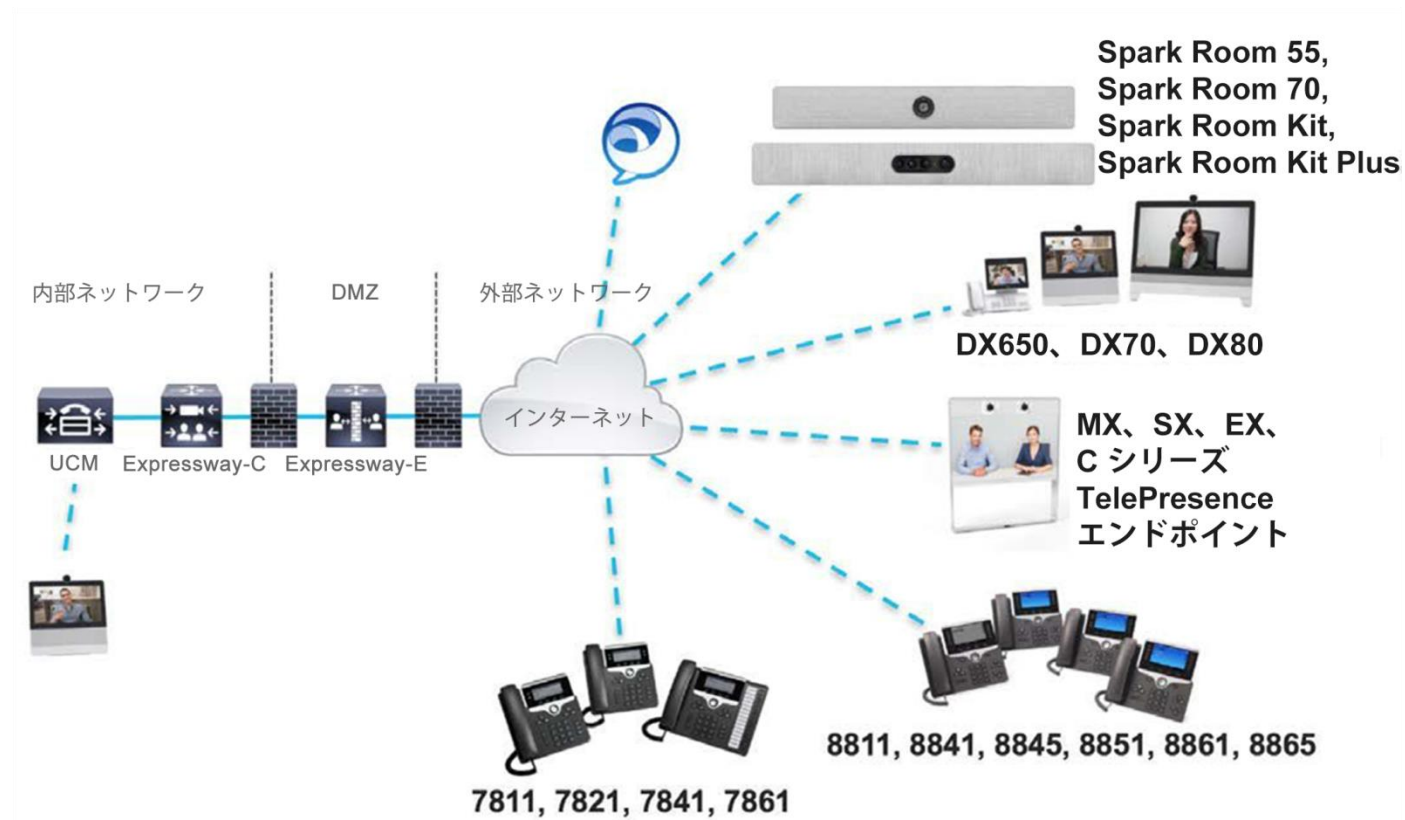 Spark Room 55,
Spark Room 70,
Spark Room Kit,
Spark Room Kit Plus
内部ネットワーク
DMZ
外部ネットワーク
DX650、DX70、DX80
インターネット
UCM
Expressway-C
Expressway-E
MX、SX、EX、
C シリーズ
TelePresence
エンドポイント
8811, 8841, 8845, 8851, 8861, 8865
7811, 7821, 7841, 7861